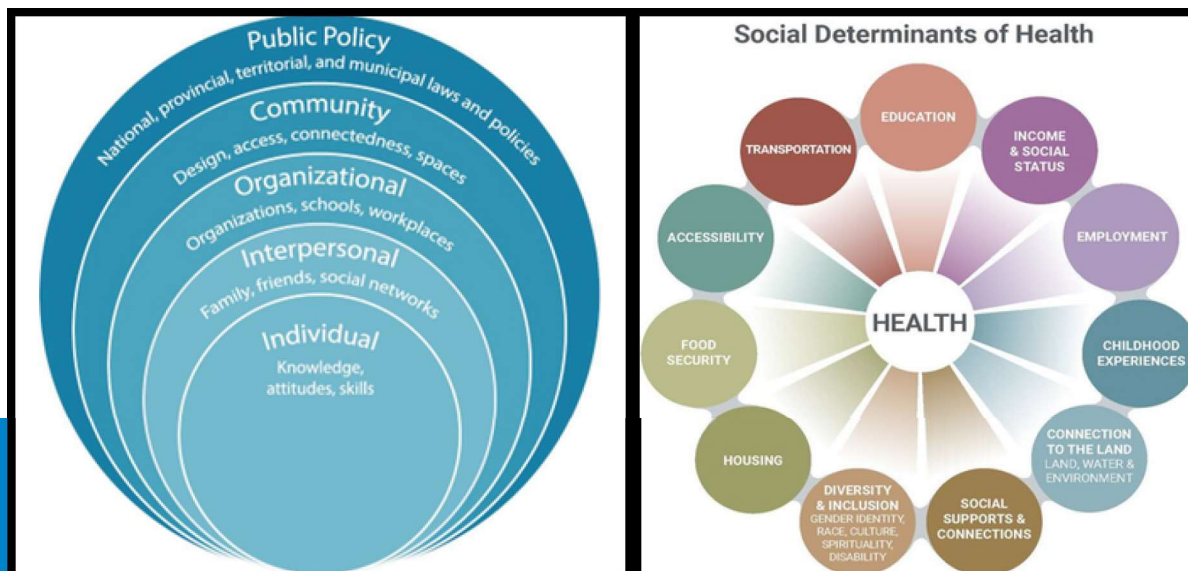 Public Policy
National, provincial, territorial, and municipal laws and policies
Community
Design, access, connectedness, spaces
Organizational
Organizations, schools, workplaces
Interpersonal
Family, friends, social networks
Individual
Knowledge,
attitudes, skills
Social Determinants of Health
EDUCATION
INCOME
& SOCIAL
STATUS
EMPLOYMENT
CHILDHOOD
EXPERIENCES
CONNECTION
TO THE LAND
LAND, WATER &
ENVIRONMENT
SOCIAL
SUPPORTS &
CONNECTIONS
DIVERSITY
& INCLUSION
GENDER IDENTITY,
RACE, CULTURE,
SPIRITUALITY,
DISABILITY
HOUSING
FOOD
SECURITY
ACCESSIBILITY
TRANSPORTATION
HEALTH